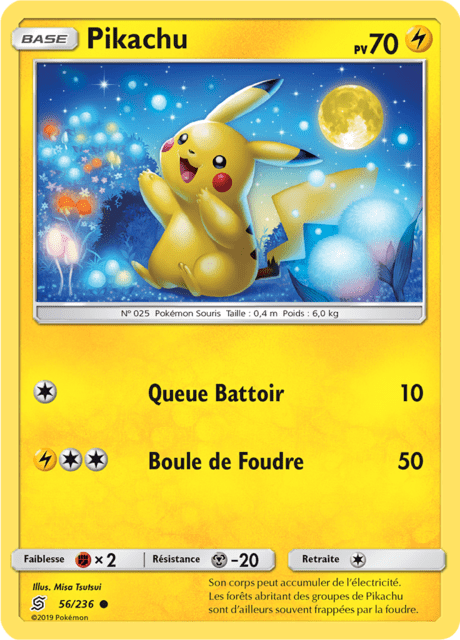 BASE Pikachu PV70
N° 025 Pokémon Souris Taille : 0,4 m Poids : 6,0 kg
Queue Battoir 10
Boule de Foudre 50
Faiblesse ×2 Résistance -20 Retraite
Illus. Misa Tsutsui
56/236
©2019 Pokémon
Son corps peut accumuler de l'électricité.
Les forêts abritant des groupes de Pikachu
sont d'ailleurs souvent frappées par la foudre.